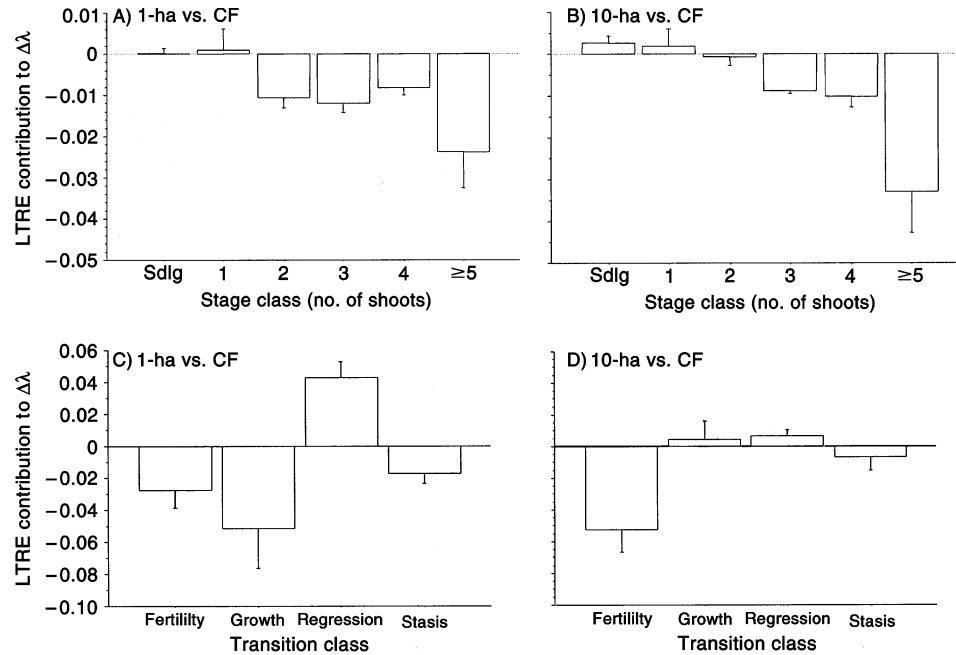 A) 1-ha vs. CF
B) 10-ha vs. CF
LTRE contribution to Δλ
0.01
0
−0.01
−0.02
−0.03
−0.04
−0.05
Sdlg 1 2 3 4 ≥5
Sdlg 1 2 3 4 ≥5
Stage class (no. of shoots)
Stage class (no. of shoots)
C) 1-ha vs. CF
D) 10-ha vs. CF
LTRE contribution to Δλ
0.06
0.04
0.02
0
−0.02
−0.04
−0.06
−0.08
−0.10
Fertililty Growth Regression Stasis
Fertililty Growth Regression Stasis
Transition class
Transition class